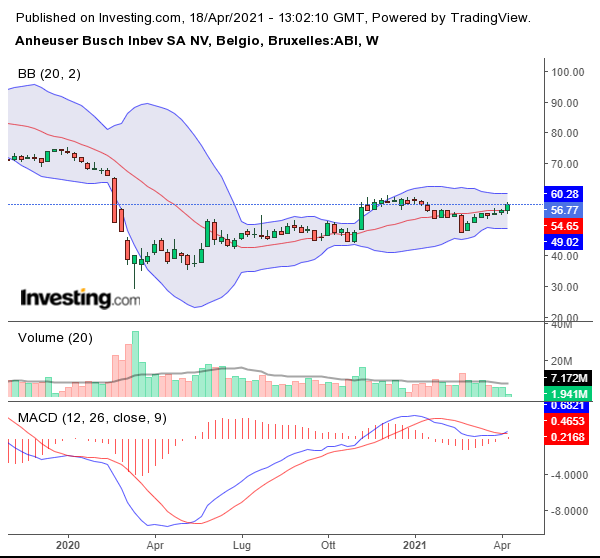 Published on Investing.com, 18/Apr/2021 - 13:02:10 GMT, Powered by TradingView.
Anheuser Busch Inbev SA NV, Belgio, Bruxelles:ABI, W
BB (20, 2)
100.00
90.00
80.00
70.00
60.28
56.77
54.65
49.02
40.00
30.00
20.00
Investing.com
Volume (20)
40M
20M
7.172M
1.941M
MACD (12, 26, close, 9)
0.6821
0.4653
0.2168
-4.0000
-8.0000
2020 Apr Lug Ott 2021 Apr